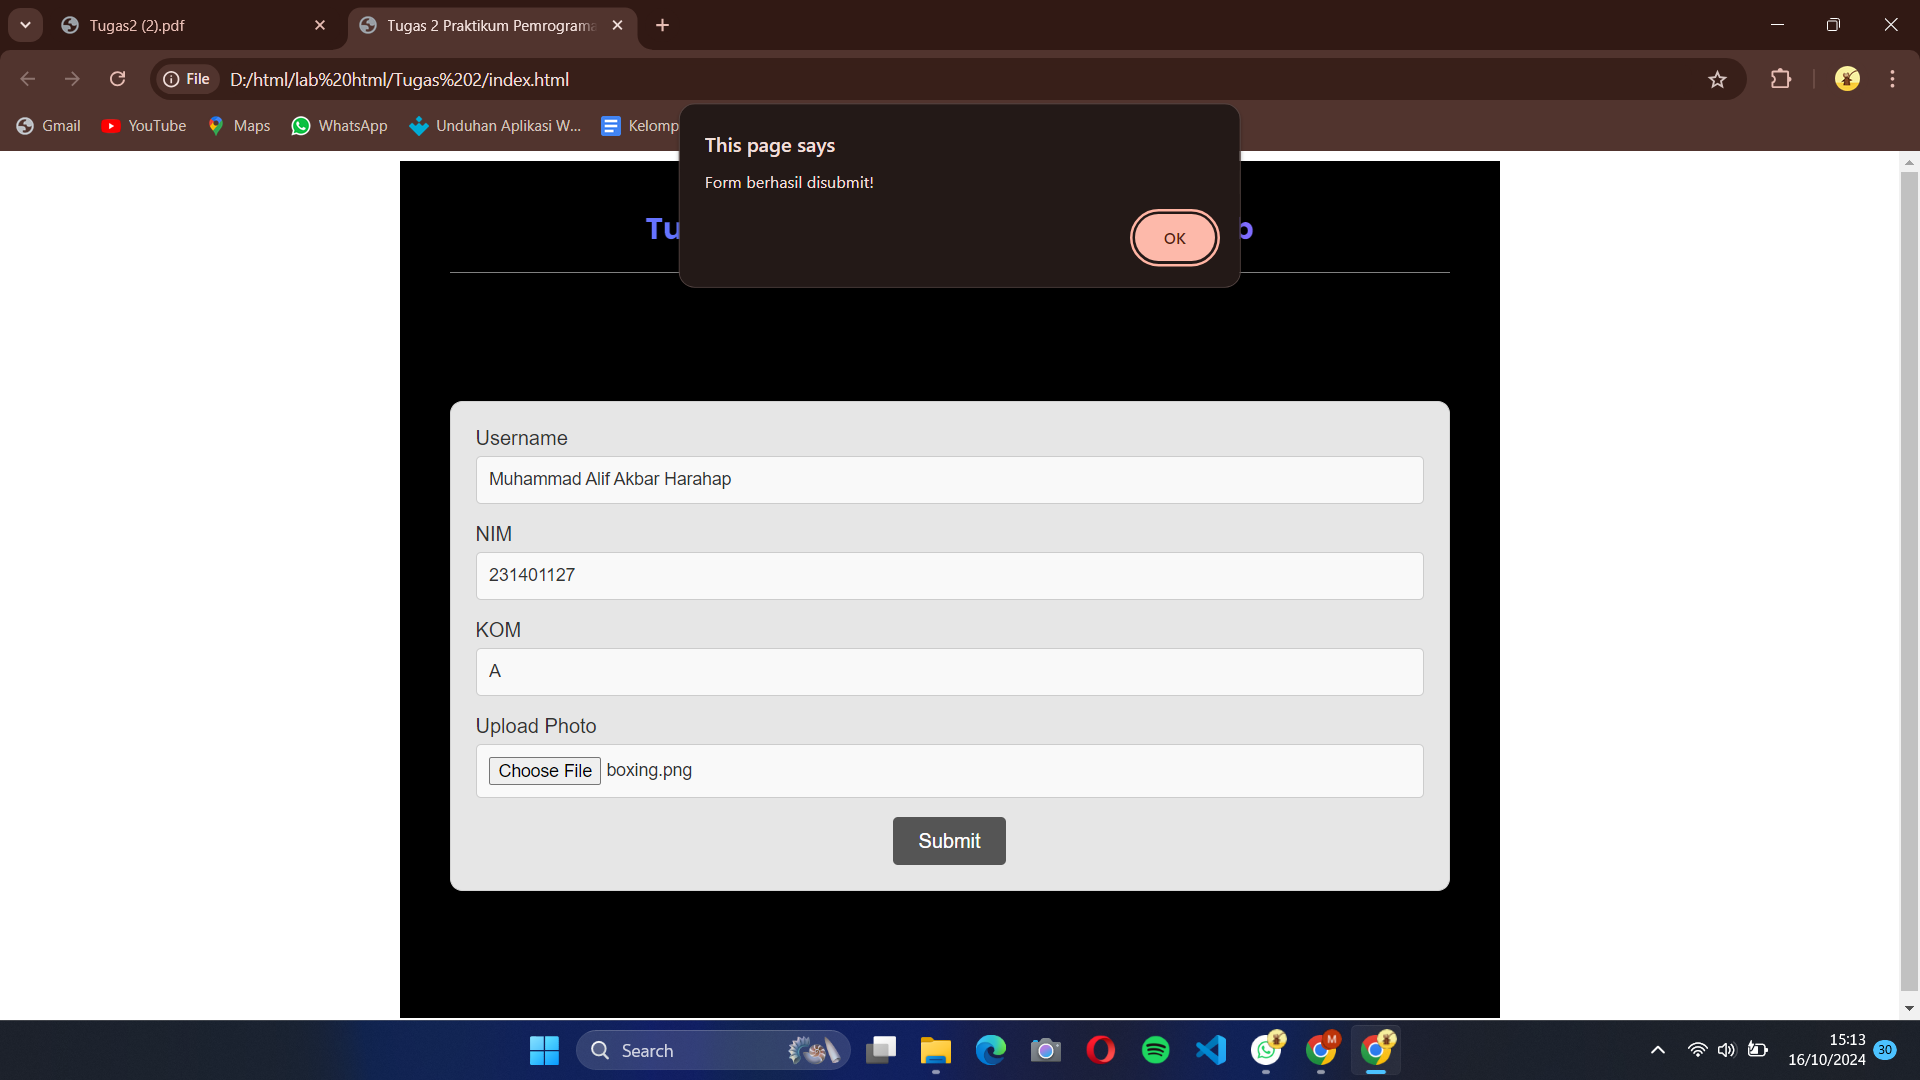 Tugas2 (2).pdf
Tugas 2 Praktikum Pemrograma
File
D:/html/lab%20html/Tugas%202/index.html
Gmail
YouTube
Maps
WhatsApp
Unduhan Aplikasi W...
Kelomp
This page says
Form berhasil disubmit!
OK
Tu
b
Username
Muhammad Alif Akbar Harahap
NIM
231401127
KOM
A
Upload Photo
Choose File boxing.png
Submit
Search
M
15:13
16/10/2024
30